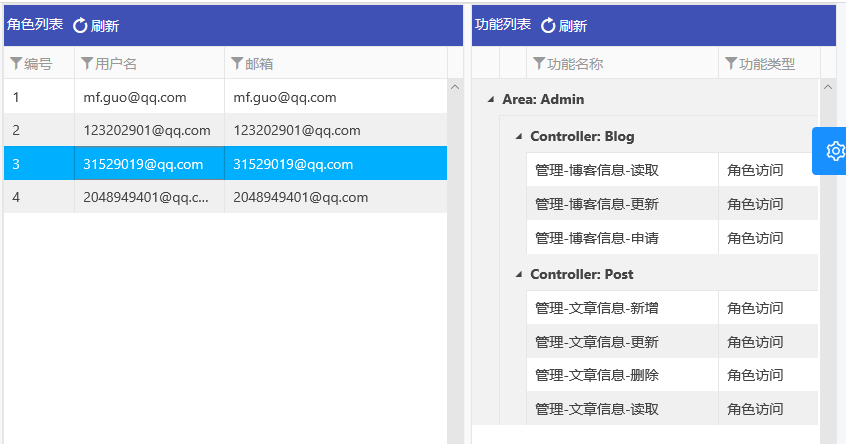 角色列表 刷新
编号 用户名 邮箱
1 mf.guo@qq.com mf.guo@qq.com
2 123202901@qq.com 123202901@qq.com
3 31529019@qq.com 31529019@qq.com
4 2048949401@qq.c... 2048949401@qq.com
功能列表 刷新
功能名称 功能类型
Area: Admin
Controller: Blog
管理-博客信息-读取 角色访问
管理-博客信息-更新 角色访问
管理-博客信息-申请 角色访问
Controller: Post
管理-文章信息-新增 角色访问
管理-文章信息-更新 角色访问
管理-文章信息-删除 角色访问
管理-文章信息-读取 角色访问